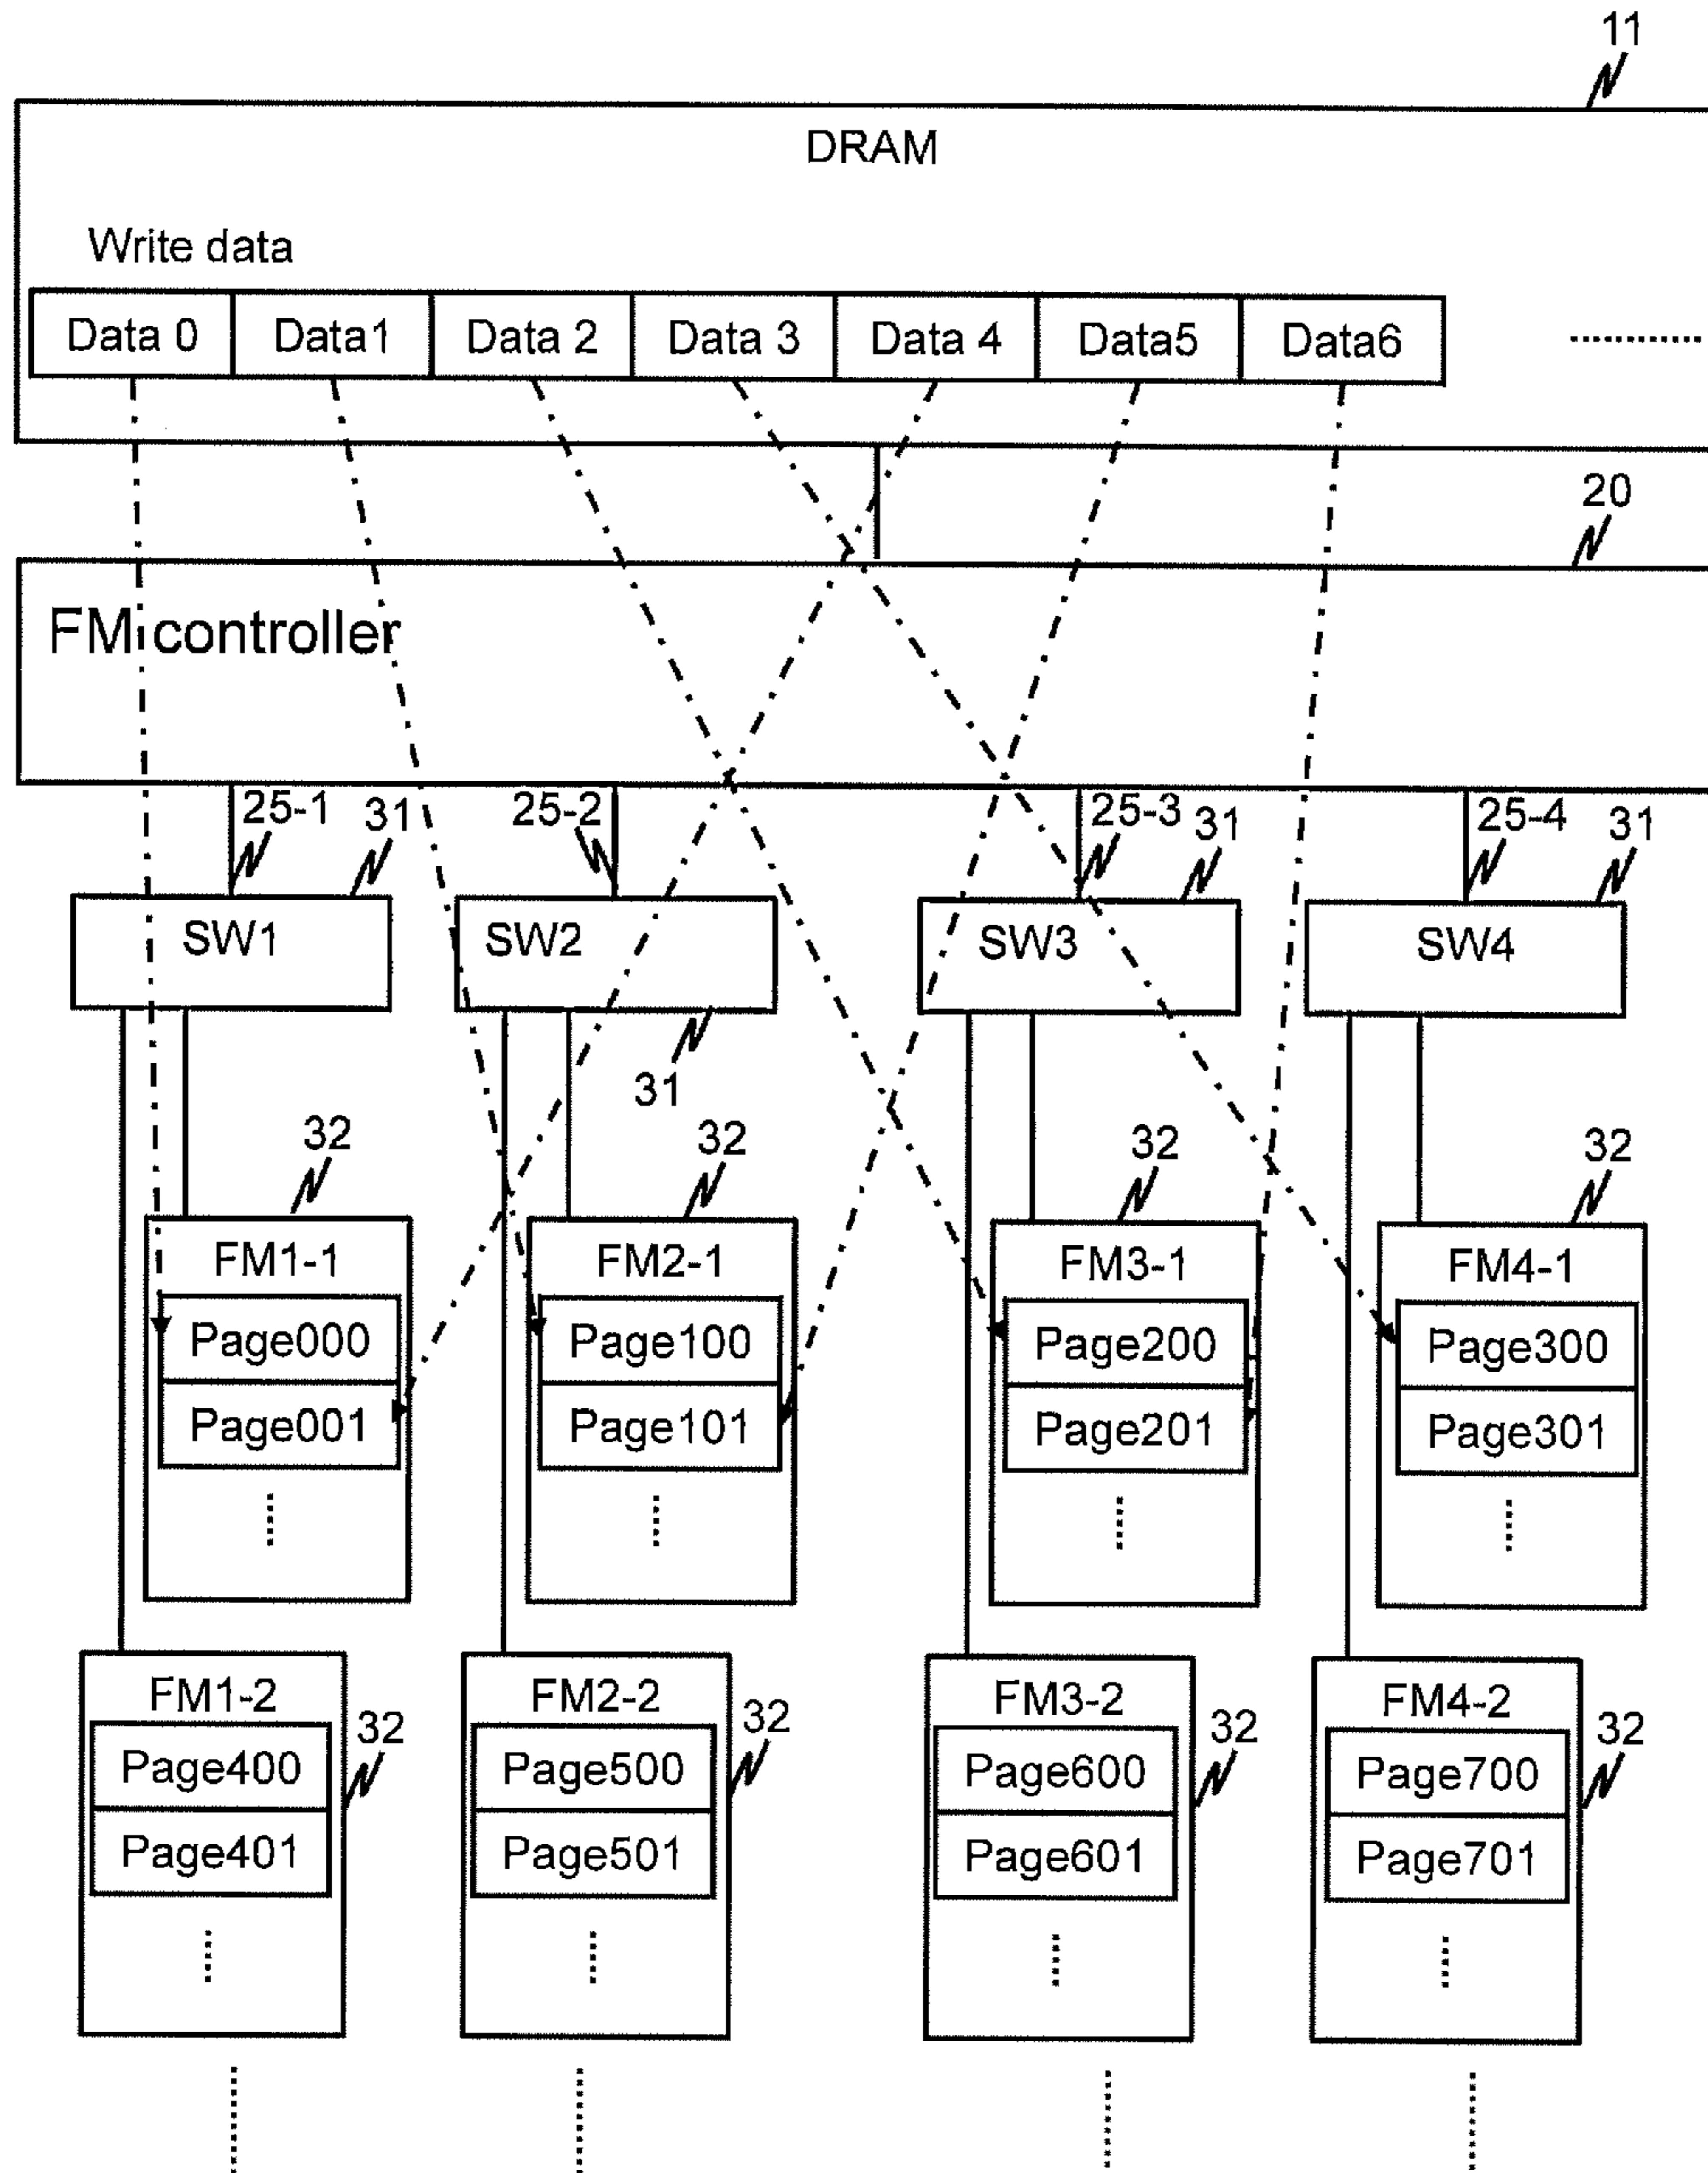 11
DRAM
Write data
Data 0 Data1 Data 2 Data 3 Data 4 Data5 Data6
20
FM controller
25-1 31 25-2 25-3 31 25-4 31
SW1 SW2 SW3 SW4
31
32 32 32 32
FM1-1 FM2-1 FM3-1 FM4-1
Page000 Page100 Page200 Page300
Page001 Page101 Page201 Page301
FM1-2 FM2-2 FM3-2 FM4-2
32 32 32 32
Page400 Page500 Page600 Page700
Page401 Page501 Page601 Page701